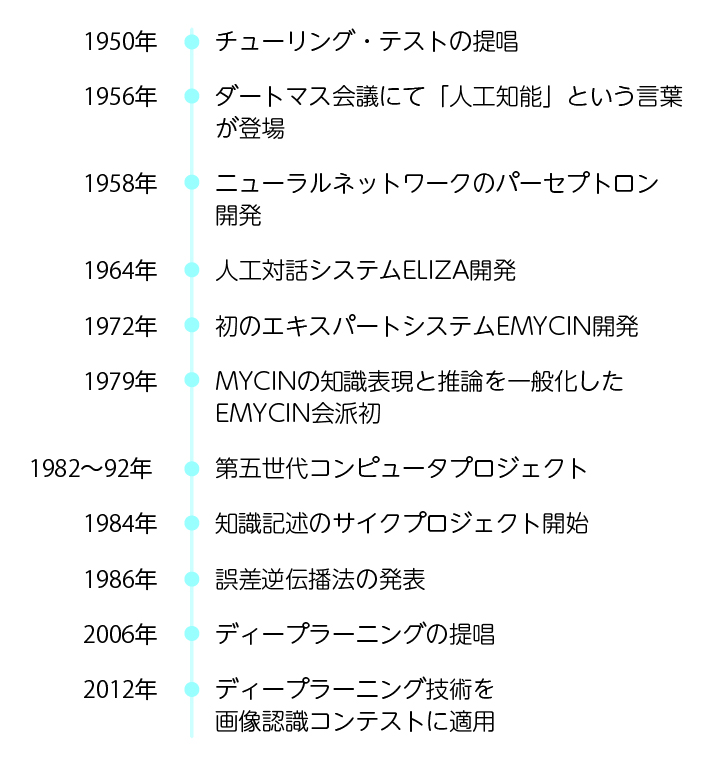 1950年 チューリング・テストの提唱
1956年 ダートマス会議にて「人工知能」という言葉
が登場
1958年 ニューラルネットワークのパーセプトロン
開発
1964年 人工対話システムELIZA開発
1972年 初のエキスパートシステムEMYCIN開発
1979年 MYCINの知識表現と推論を一般化した
EMYCIN会派初
1982～92年 第五世代コンピュータプロジェクト
1984年 知識記述のサイクプロジェクト開始
1986年 誤差逆伝播法の発表
2006年 ディープラーニングの提唱
2012年 ディープラーニング技術を
画像認識コンテストに適用